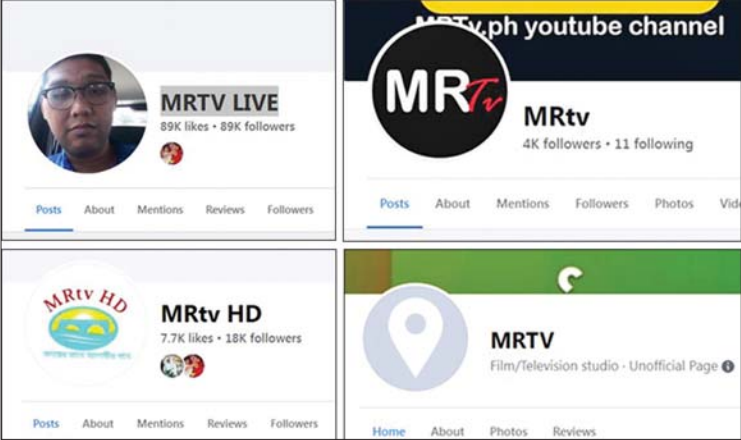 MRTV LIVE
89K likes • 89K followers
Posts About Mentions Reviews Followers
MRTv.ph youtube channel
MRTv
MRtv
4K followers • 11 following
Posts About Mentions Followers Photos Vide
MRtv HD
MRtv HD
7.7K likes • 18K followers
Posts About Mentions Reviews Followers
MRTV
Film/Television studio · Unofficial Page
Home About Photos Reviews